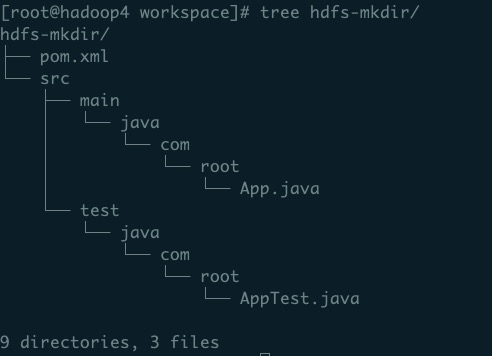 [root@hadoop4 workspace]# tree hdfs-mkdir/
hdfs-mkdir/
├── pom.xml
└── src
    ├── main
    │   └── java
    │       └── com
    │           └── root
    │               └── App.java
    └── test
        └── java
            └── com
                └── root
                    └── AppTest.java
9 directories, 3 files